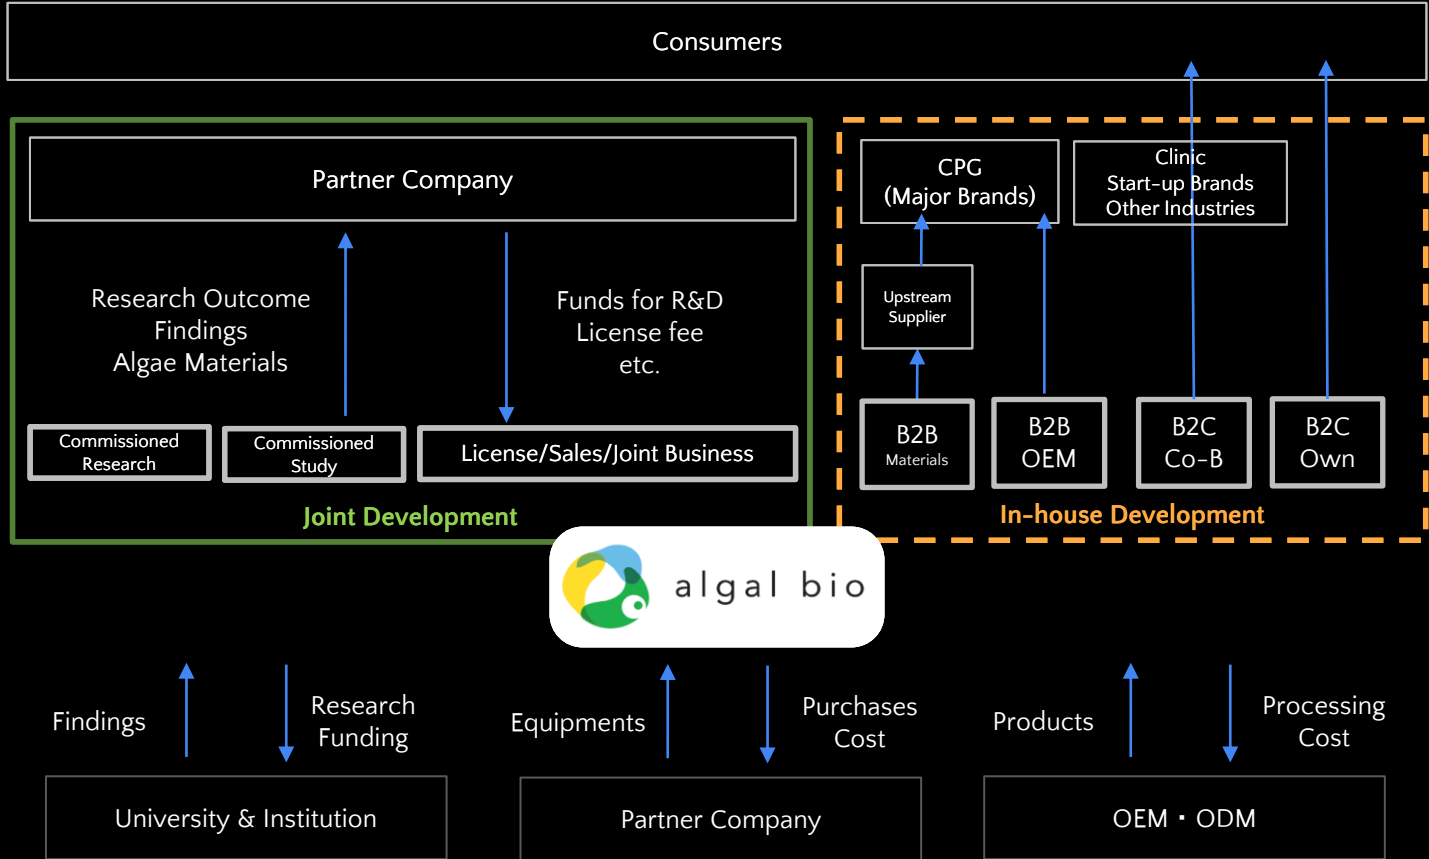 Consumers
Partner Company
Research Outcome
Findings
Algae Materials
Funds for R&D
License fee
etc.
Commissioned
Research
Commissioned
Study
License/Sales/Joint Business
Joint Development
CPG
(Major Brands)
Clinic
Start-up Brands
Other Industries
Upstream
Supplier
B2B
Materials
B2B
OEM
B2C
Co-B
B2C
Own
In-house Development
algal bio
Findings
Research
Funding
Equipments
Purchases
Cost
Products
Processing
Cost
University & Institution
Partner Company
OEM・ODM